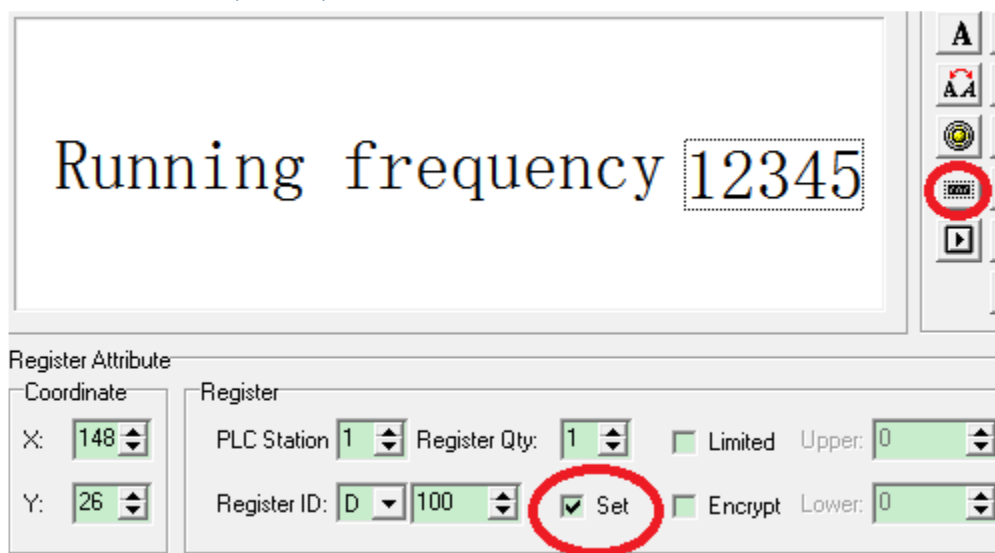 Running frequency 12345
A
AA
Register Attribute
Coordinate
Register
X: 148
PLC Station 1 Register Qty: 1 Limited Upper: 0
Y: 26
Register ID: D 100 Set Encrypt Lower: 0